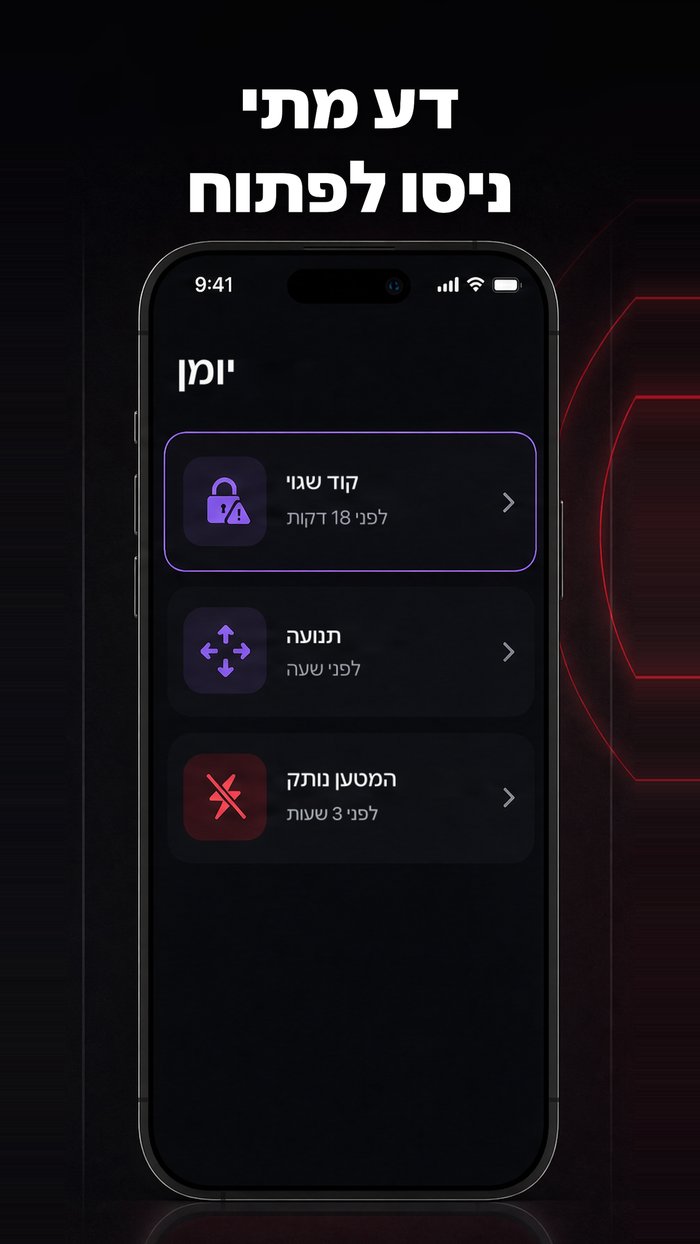 דע מתי
ניסו לפתוח
9:41
יומן
קוד שגוי
לפני 18 דקות
תנועה
לפני שעה
המטען נותק
לפני 3 שעות